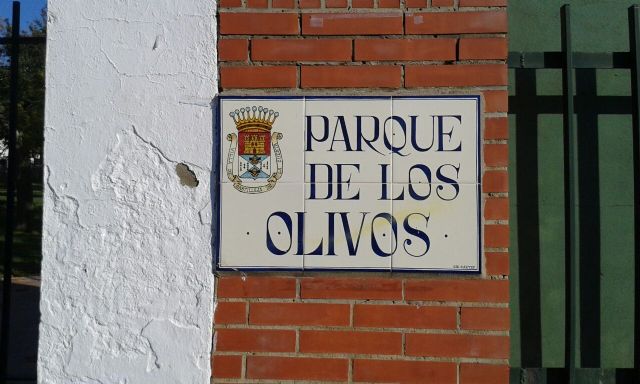 PARQUE
DE LOS
· OLIVOS ·